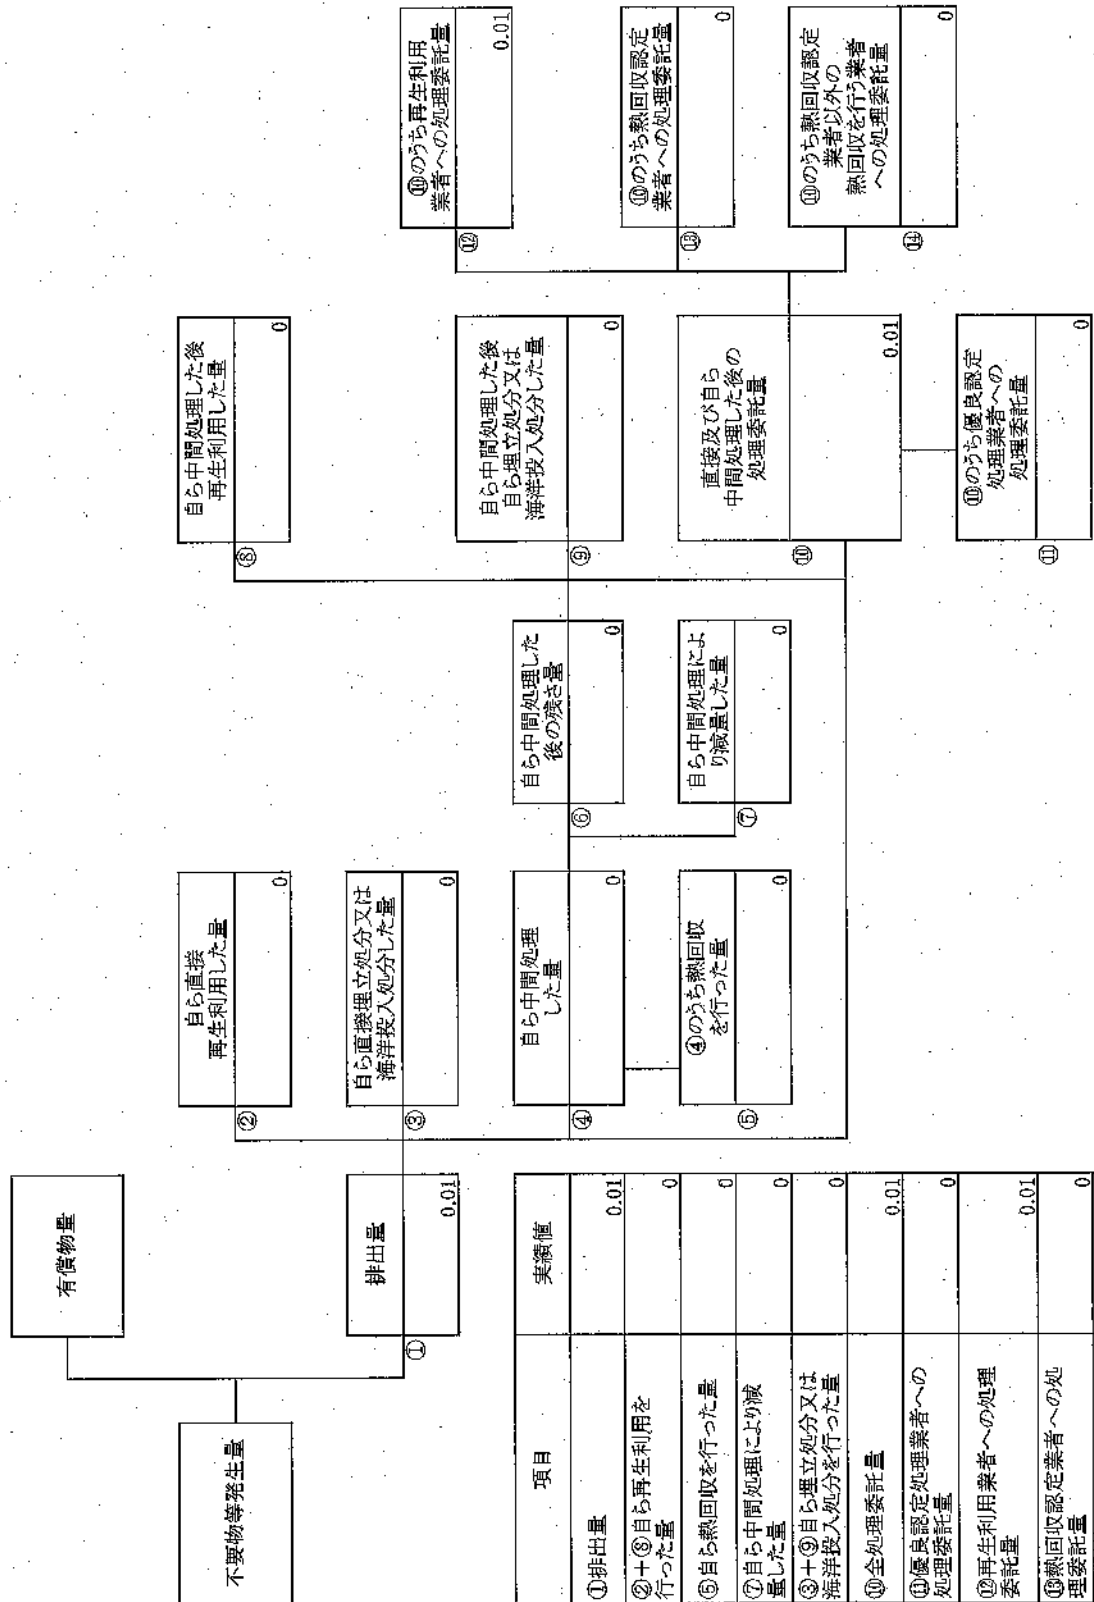 不要物等発生量
有償物量
①
排出量
0.01
②
自ら直接
再生利用した量
0
③
自ら直接埋立処分又は
海洋投入処分した量
0
④
自ら中間処理
した量
0
⑤
④のうち熱回収
を行った量
0
⑥
自ら中間処理した
後の残さ量
0
⑦
自ら中間処理によ
り減量した量
0
⑧
自ら中間処理した後
再生利用した量
0
⑨
自ら中間処理した後
自ら埋立処分又は
海洋投入処分した量
0
⑩
直接及び自ら
中間処理した後の
処理委託量
0.01
⑪
⑩のうち優良認定
処理業者への
処理委託量
0
⑫
⑩のうち再生利用
業者への処理委託量
0.01
⑬
⑩のうち熱回収認定
業者への処理委託量
0
⑭
⑩のうち熱回収認定
業者以外の
熱回収を行う業者
への処理委託量
0
項目
実績値
①排出量
0.01
②+⑧自ら再生利用を
行った量
0
⑤自ら熱回収を行った量
0
⑦自ら中間処理により減
量した量
0
③+⑨自ら埋立処分又は
海洋投入処分を行った量
0
⑩全処理委託量
0.01
⑪優良認定処理業者への
処理委託量
0
⑫再生利用業者への処理
委託量
0.01
⑬熱回収認定業者への処
理委託量
0